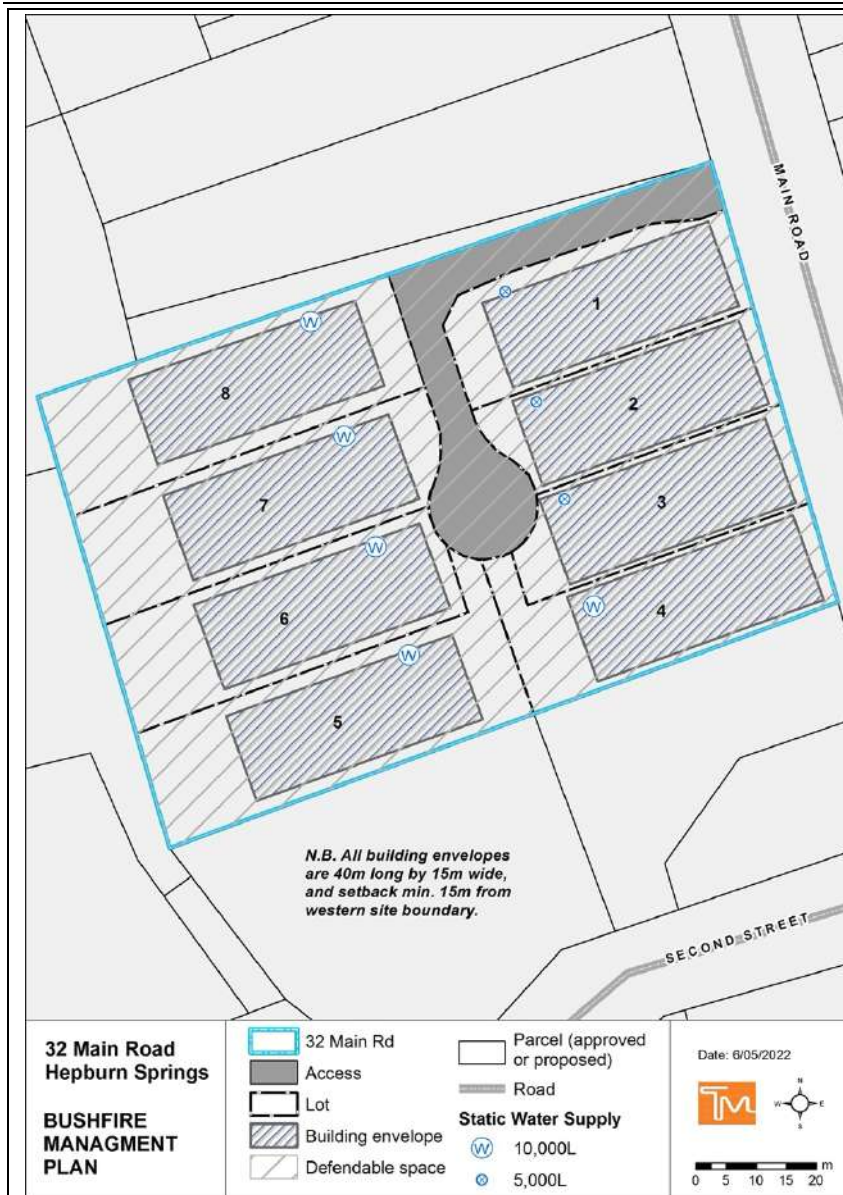 MAIN ROAD
1
2
3
4
5
6
7
8
W
W
W
W
W
N.B. All building envelopes
are 40m long by 15m wide,
and setback min. 15m from
western site boundary.
SECOND STREET
32 Main Road
Hepburn Springs
BUSHFIRE
MANAGMENT
PLAN
32 Main Rd
Access
Lot
Building envelope
Defendable space
Parcel (approved
or proposed)
Road
Static Water Supply
W 10,000L
5,000L
Date: 6/05/2022
TM
N
W E
S
0 5 10 15 20 m